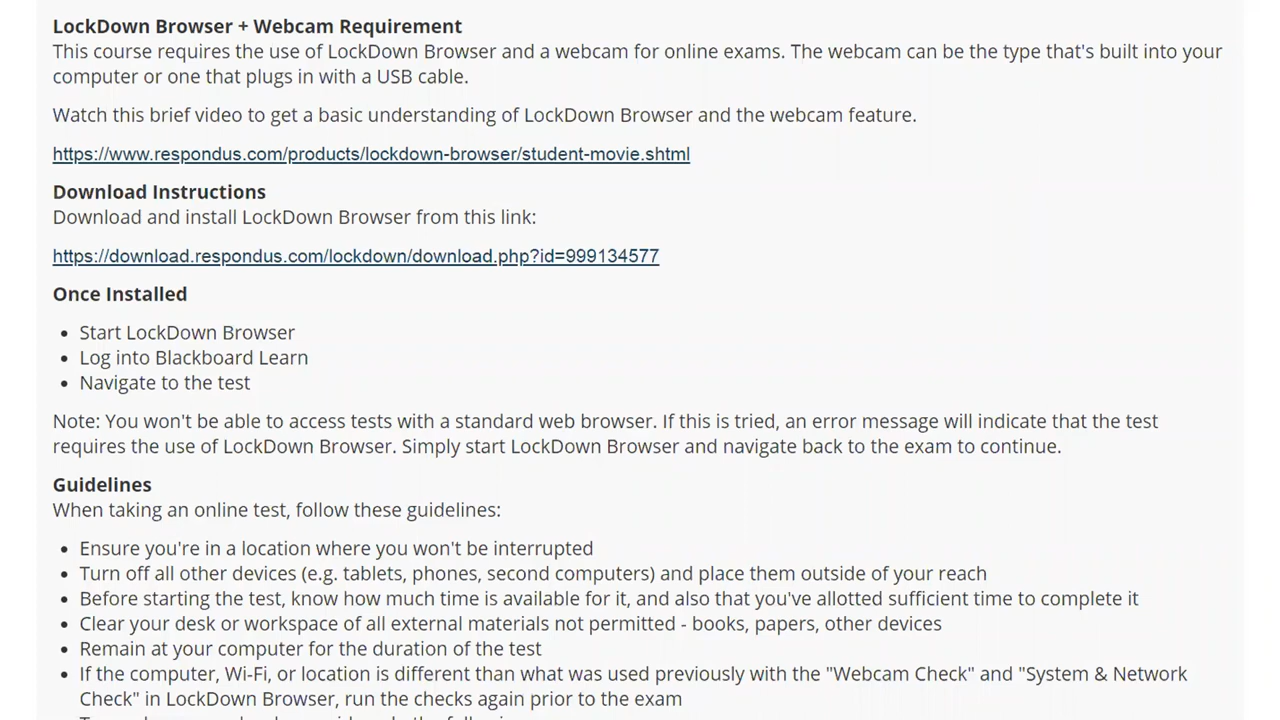 LockDown Browser + Webcam Requirement
This course requires the use of LockDown Browser and a webcam for online exams. The webcam can be the type that's built into your
computer or one that plugs in with a USB cable.
Watch this brief video to get a basic understanding of LockDown Browser and the webcam feature.
https://www.respondus.com/products/lockdown-browser/student-movie.shtml
Download Instructions
Download and install LockDown Browser from this link:
https://download.respondus.com/lockdown/download.php?id=999134577
Once Installed
• Start LockDown Browser
• Log into Blackboard Learn
• Navigate to the test
Note: You won't be able to access tests with a standard web browser. If this is tried, an error message will indicate that the test
requires the use of LockDown Browser. Simply start LockDown Browser and navigate back to the exam to continue.
Guidelines
When taking an online test, follow these guidelines:
• Ensure you're in a location where you won't be interrupted
• Turn off all other devices (e.g. tablets, phones, second computers) and place them outside of your reach
• Before starting the test, know how much time is available for it, and also that you've allotted sufficient time to complete it
• Clear your desk or workspace of all external materials not permitted - books, papers, other devices
• Remain at your computer for the duration of the test
• If the computer, Wi-Fi, or location is different than what was used previously with the "Webcam Check" and "System & Network
Check" in LockDown Browser, run the checks again prior to the exam